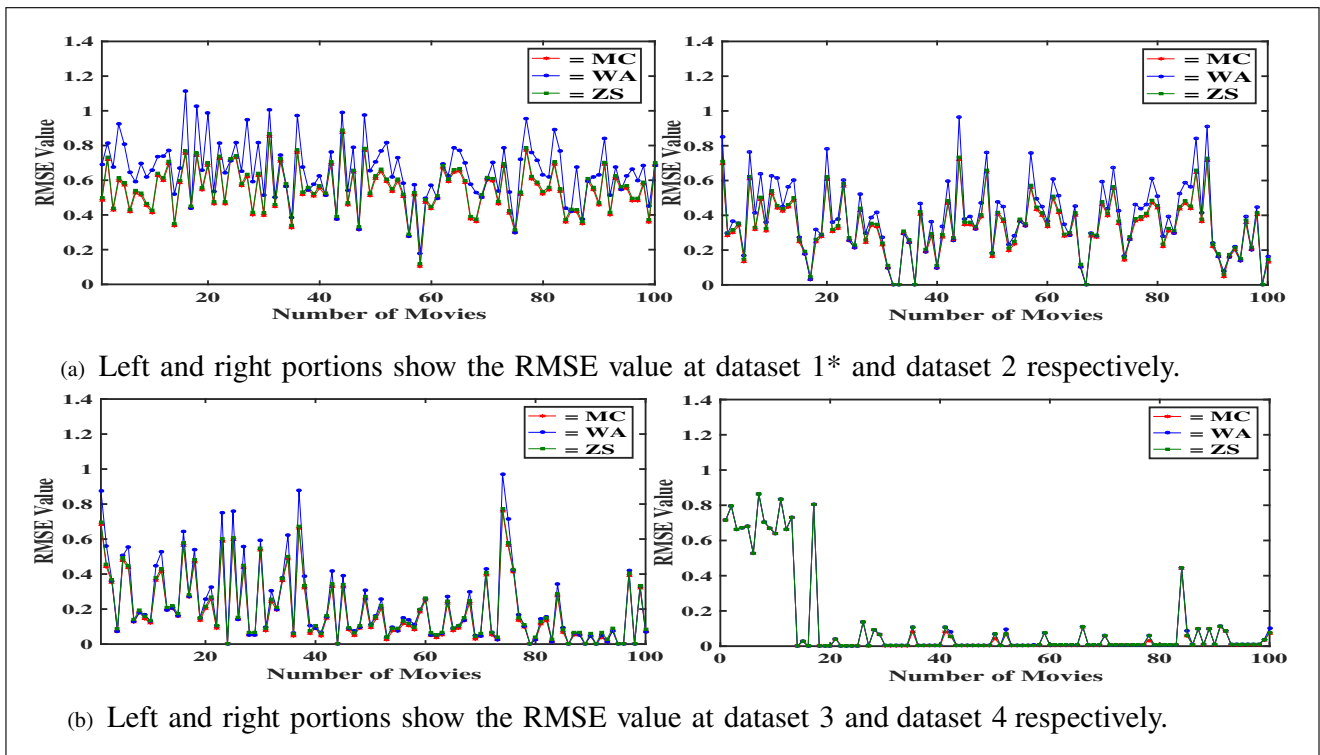 1.4
1.2
1
0.8
0.6
0.4
0.2
0
RMSE Value
= MC
= WA
= ZS
20
40
60
80
100
Number of Movies
1.4
1.2
1
0.8
0.6
0.4
0.2
0
RMSE Value
= MC
= WA
= ZS
20
40
60
80
100
Number of Movies
(a) Left and right portions show the RMSE value at dataset 1* and dataset 2 respectively.
1.4
1.2
1
0.8
0.6
0.4
0.2
0
RMSE Value
= MC
= WA
= ZS
20
40
60
80
100
Number of Movies
1.4
1.2
1
0.8
0.6
0.4
0.2
0
RMSE Value
= MC
= WA
= ZS
0
20
40
60
80
100
Number of Movies
(b) Left and right portions show the RMSE value at dataset 3 and dataset 4 respectively.